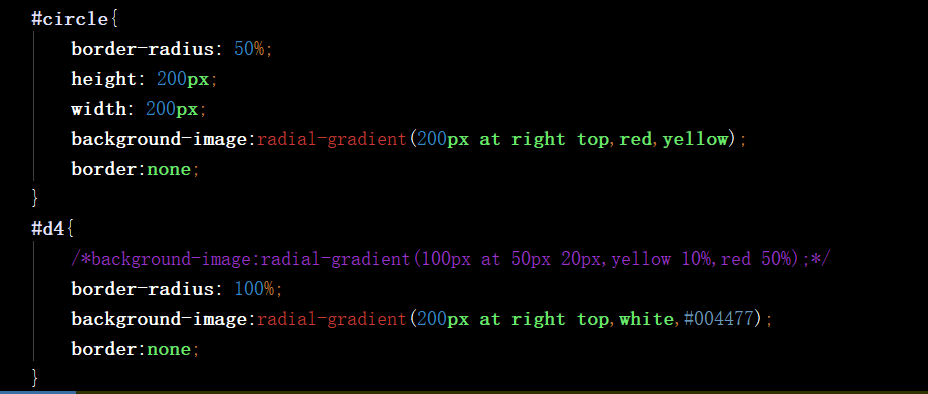 #circle{
border-radius: 50%;
height: 200px;
width: 200px;
background-image:radial-gradient(200px at right top,red,yellow);
border:none;
}
#d4{
/*background-image:radial-gradient(100px at 50px 20px,yellow 10%,red 50%);*/
border-radius: 100%;
background-image:radial-gradient(200px at right top,white,#004477);
border:none;
}